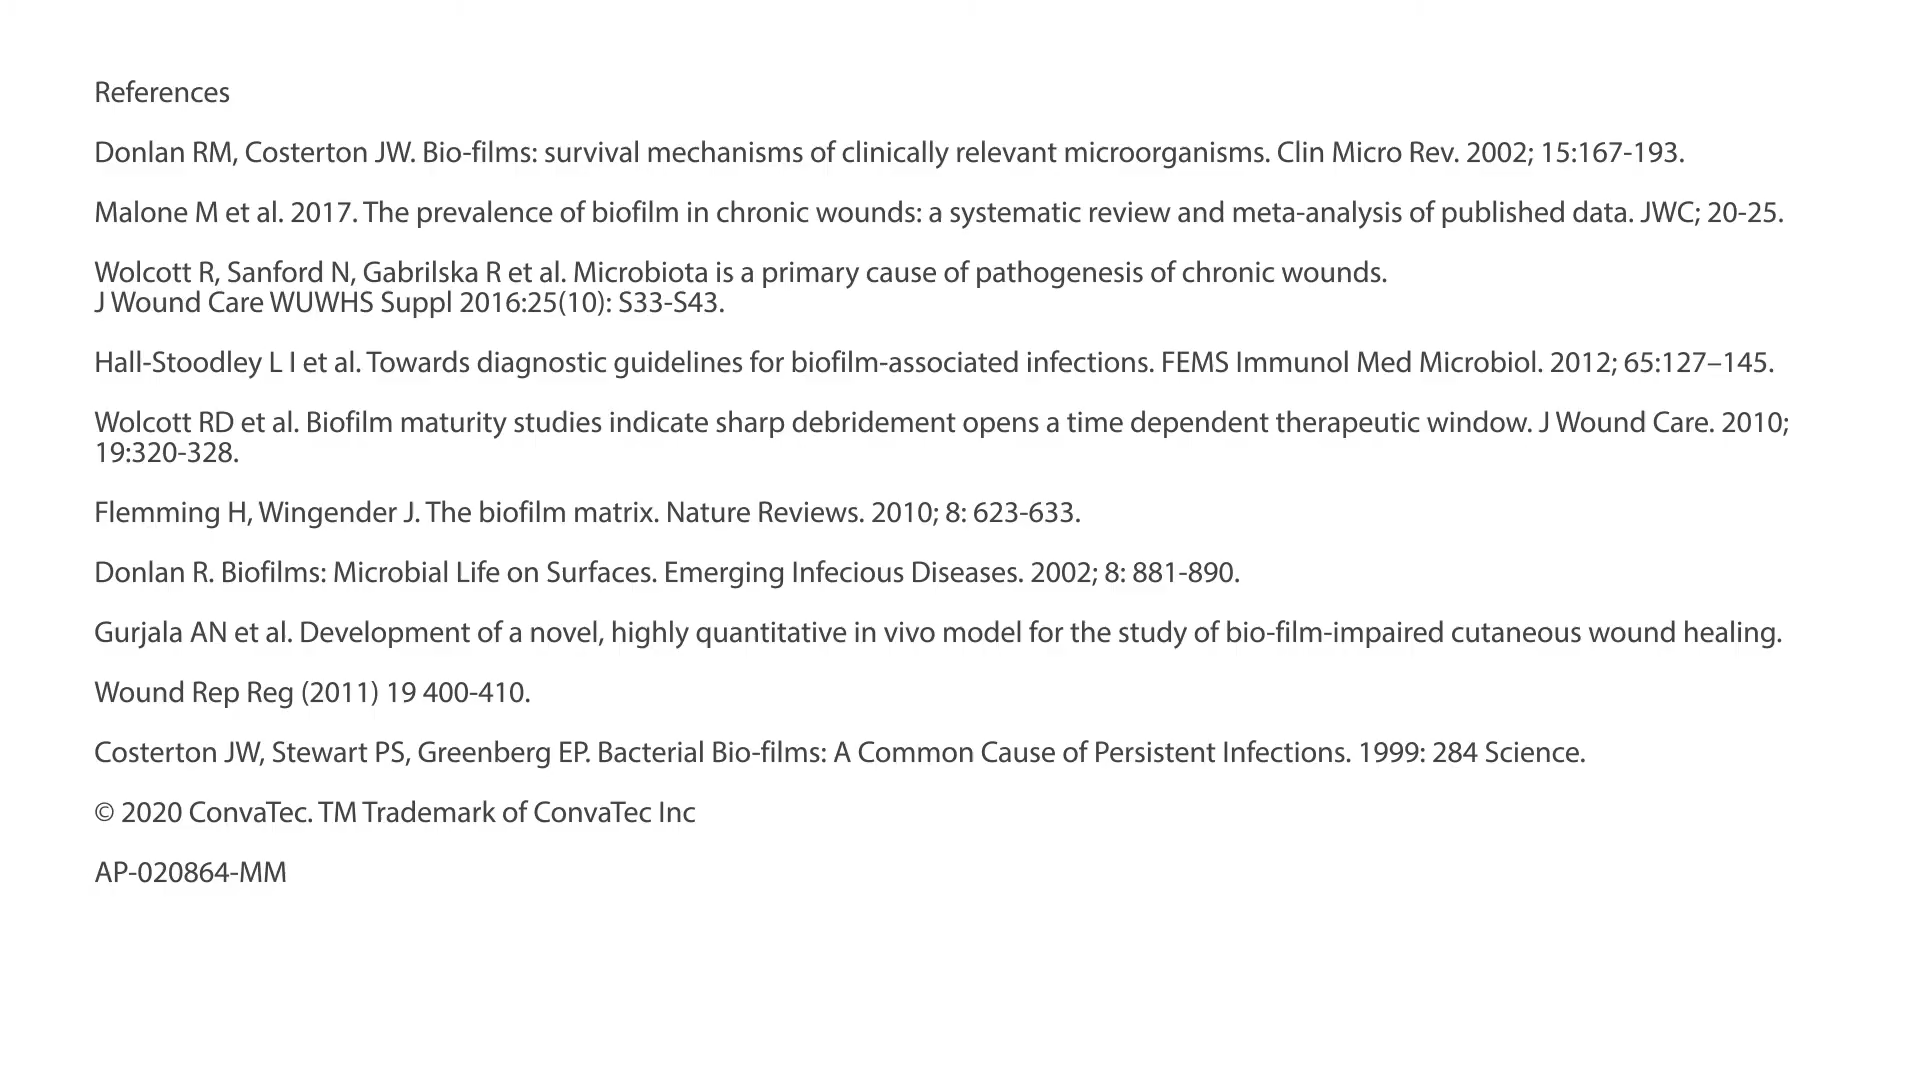 References
Donlan RM, Costerton JW. Bio-films: survival mechanisms of clinically relevant microorganisms. Clin Micro Rev. 2002; 15:167-193.
Malone M et al. 2017. The prevalence of biofilm in chronic wounds: a systematic review and meta-analysis of published data. JWC; 20-25.
Wolcott R, Sanford N, Gabrilska R et al. Microbiota is a primary cause of pathogenesis of chronic wounds.
J Wound Care WUWHS Suppl 2016:25(10): S33-S43.
Hall-Stoodley L I et al. Towards diagnostic guidelines for biofilm-associated infections. FEMS Immunol Med Microbiol. 2012; 65:127–145.
Wolcott RD et al. Biofilm maturity studies indicate sharp debridement opens a time dependent therapeutic window. J Wound Care. 2010;
19:320-328.
Flemming H, Wingender J. The biofilm matrix. Nature Reviews. 2010; 8: 623-633.
Donlan R. Biofilms: Microbial Life on Surfaces. Emerging Infecious Diseases. 2002; 8: 881-890.
Gurjala AN et al. Development of a novel, highly quantitative in vivo model for the study of bio-film-impaired cutaneous wound healing.
Wound Rep Reg (2011) 19 400-410.
Costerton JW, Stewart PS, Greenberg EP. Bacterial Bio-films: A Common Cause of Persistent Infections. 1999: 284 Science.
© 2020 ConvaTec. TM Trademark of ConvaTec Inc
AP-020864-MM